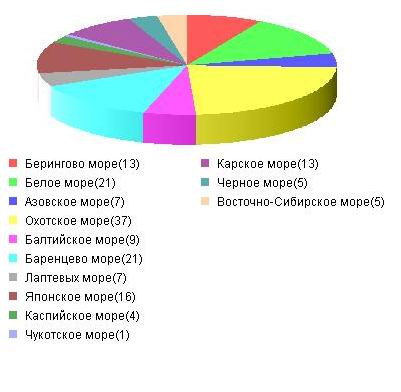 Берингово море(13)
Белое море(21)
Азовское море(7)
Охотское море(37)
Балтийское море(9)
Баренцево море(21)
Лаптевых море(7)
Японское море(16)
Каспийское море(4)
Чукотское море(1)
Карское море(13)
Черное море(5)
Восточно-Сибирское море(5)